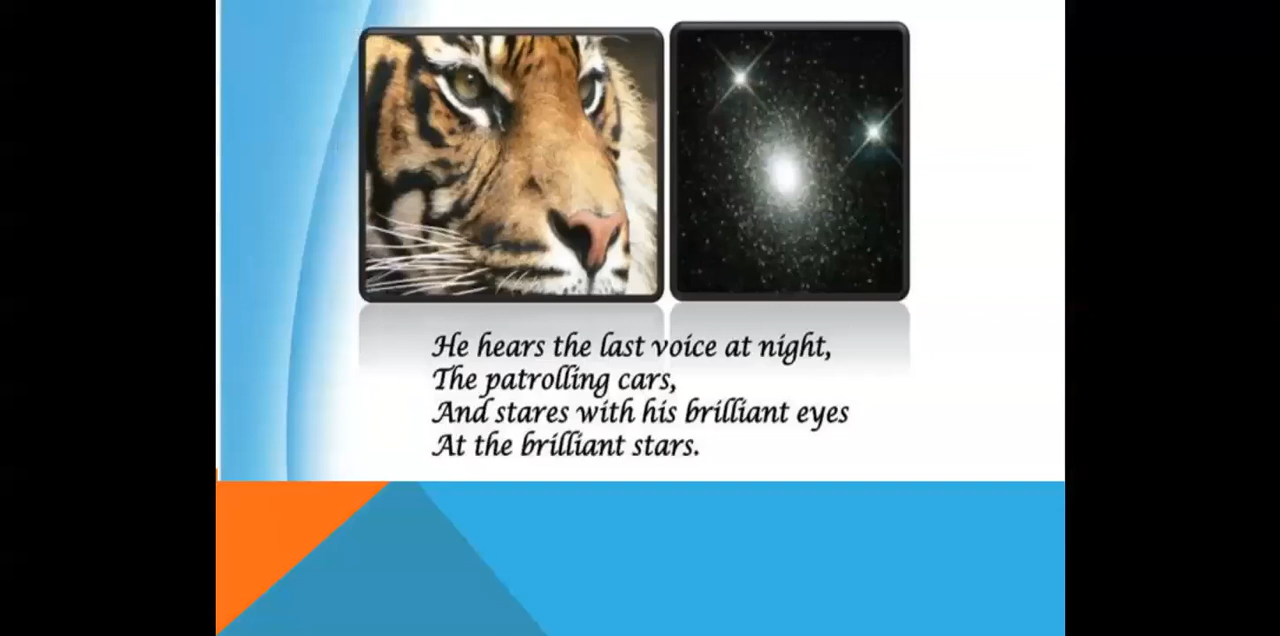 He hears the last voice at night,
The patrolling cars,
And stares with his brilliant eyes
At the brilliant stars.